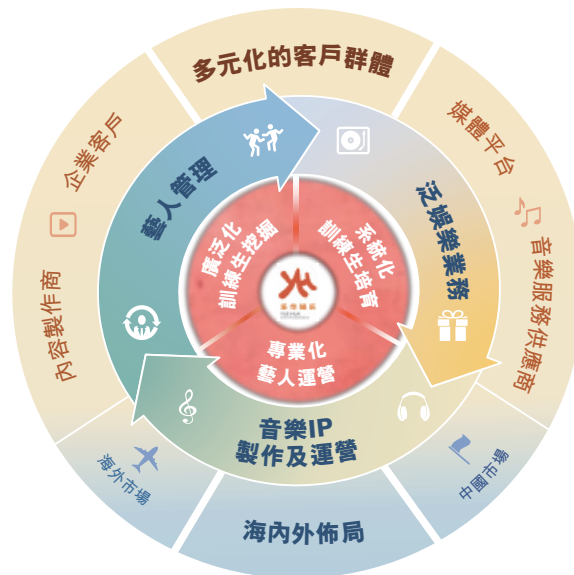 多元化的客戶群體
企業客戶
內容製作商
媒體平台
音樂服務供應商
藝人管理
泛娛樂業務
音樂IP
製作及運營
廣泛化
訓練生挖掘
系統化
訓練生培育
專業化
藝人運營
海外市場
中國市場
海內外佈局